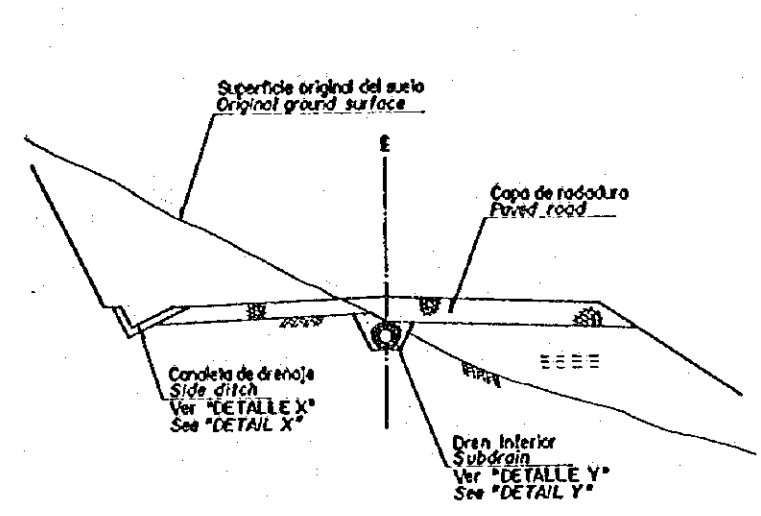 Superficie original del suelo
Original ground surface
℄
Capa de rodadura
Paved road
Canaleta de drenaje
Side ditch
Ver "DETALLE X"
See "DETAIL X"
Dren Inferior
Subdrain
Ver "DETALLE Y"
See "DETAIL Y"